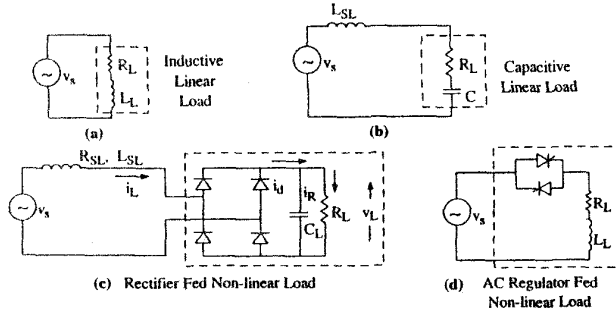 R_L
L_L
v_s
Inductive
Linear
Load
(a)
L_SL
v_s
R_L
C
Capacitive
Linear Load
(b)
R_SL, L_SL
i_L
v_s
i_d
i_R
C_L
R_L
v_L
(c) Rectifier Fed Non-linear Load
v_s
R_L
L_L
(d) AC Regulator Fed
Non-linear Load